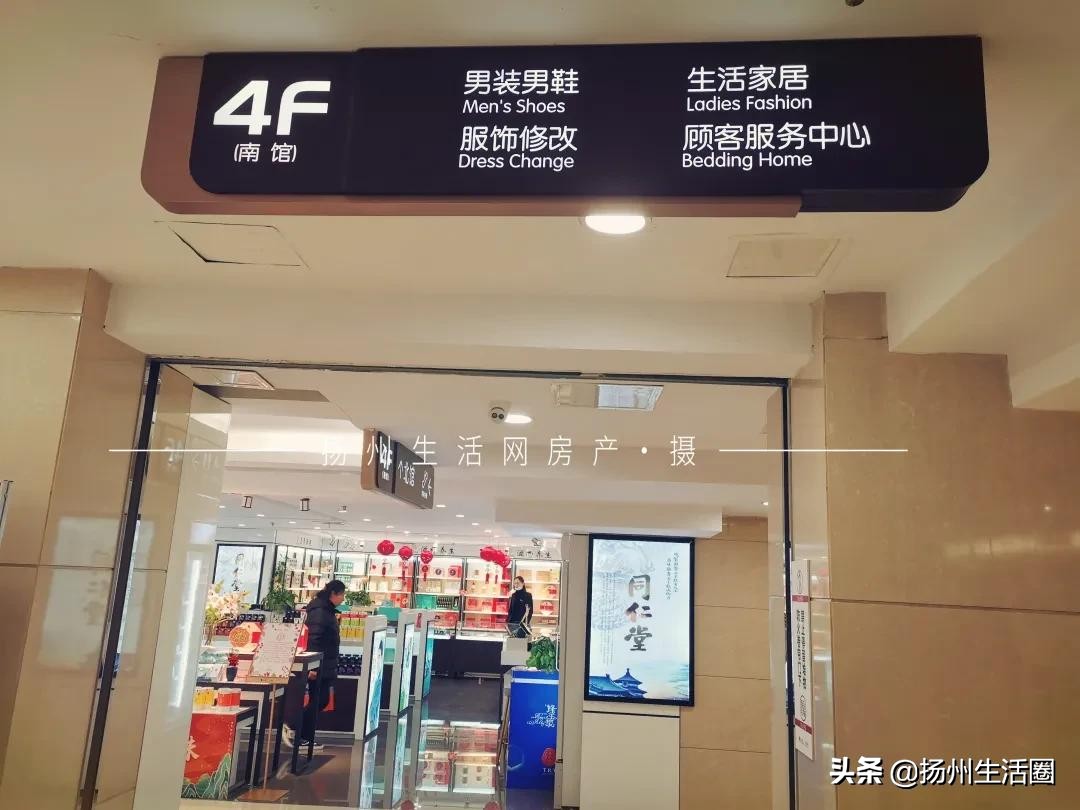 4F
(南 馆)
男装男鞋
Men's Shoes
服饰修改
Dress Change
生活家居
Ladies Fashion
顾客服务中心
Bedding Home
扬州生活网房产·摄
4F
同仁堂
头条 @扬州生活圈